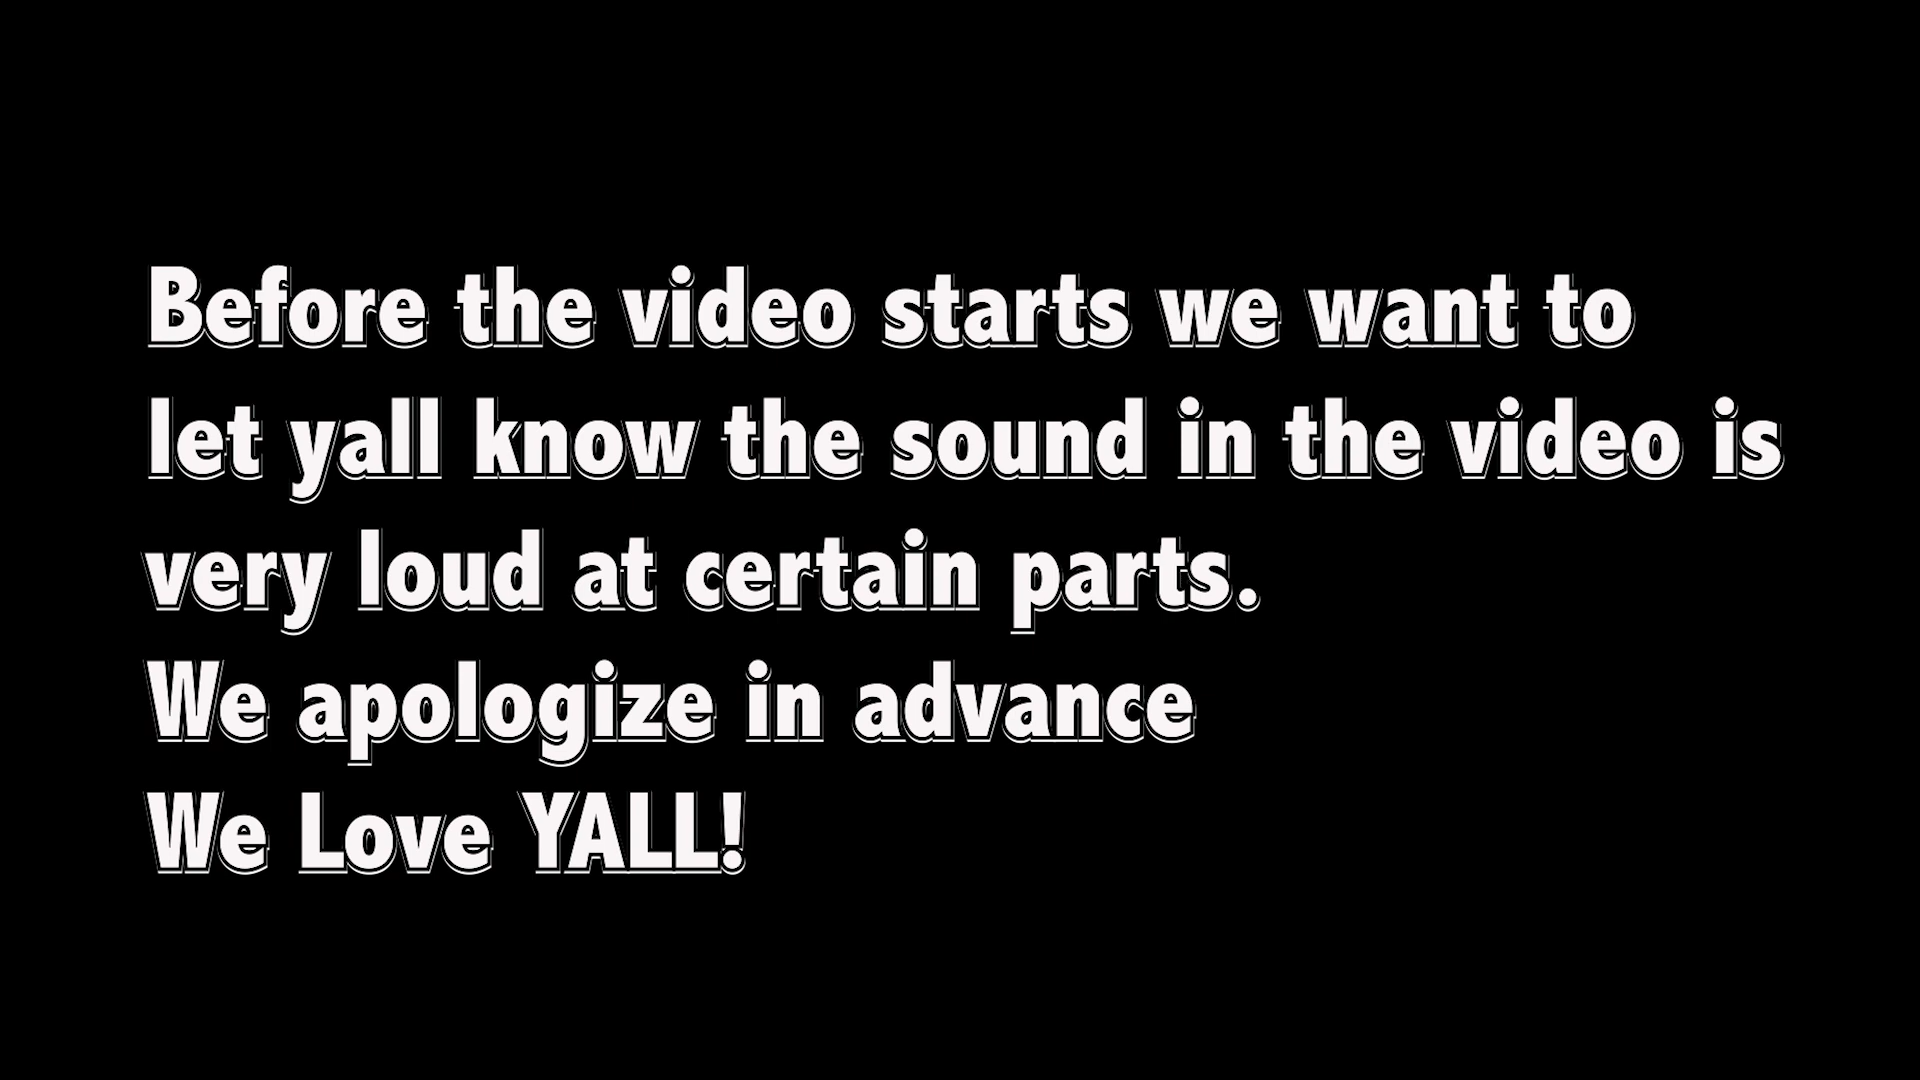 Before the video starts we want to
let yall know the sound in the video is
very loud at certain parts.
We apologize in advance
We Love YALL!